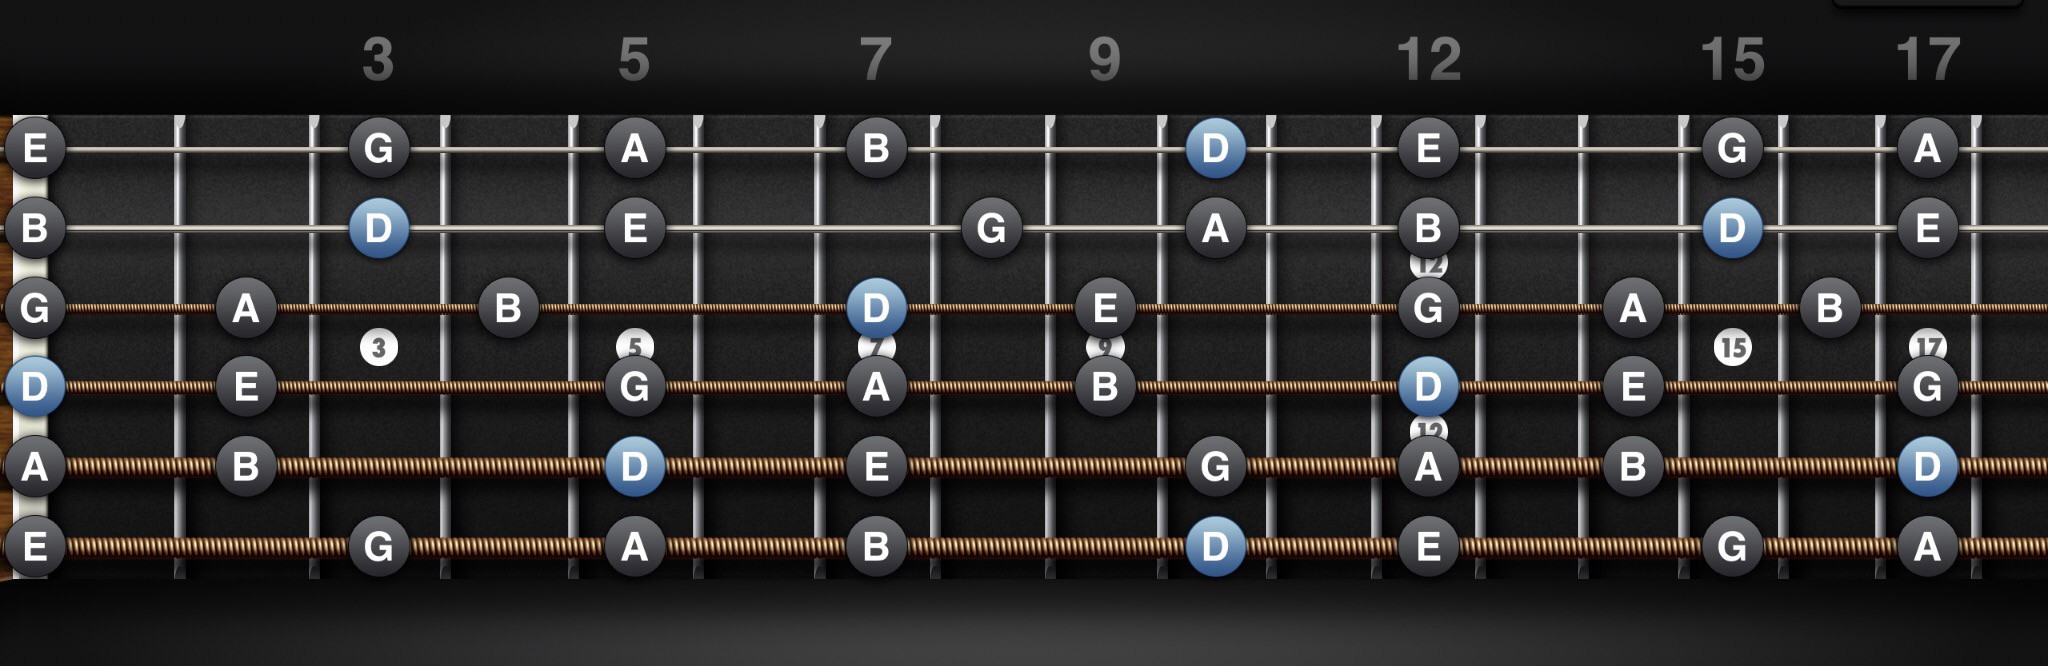 3 5 7 9 12 15 17
E G A B D E G A
B D E G A B D E
12
G A B D E G A B
3 5 7 9 15 17
D E G A B D E G
12
A B D E G A B D
E G A B D E G A